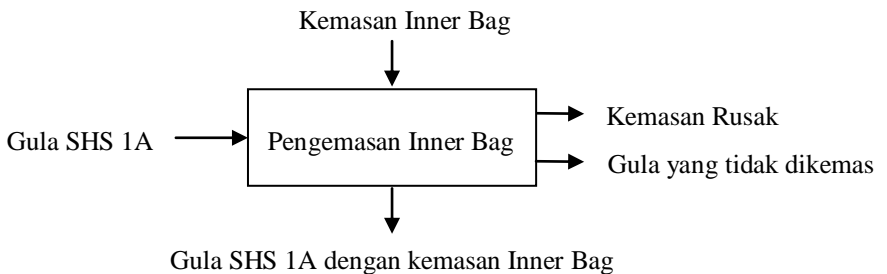 Kemasan Inner Bag
Kemasan Rusak
Gula SHS 1A
Pengemasan Inner Bag
Gula yang tidak dikemas
Gula SHS 1A dengan kemasan Inner Bag